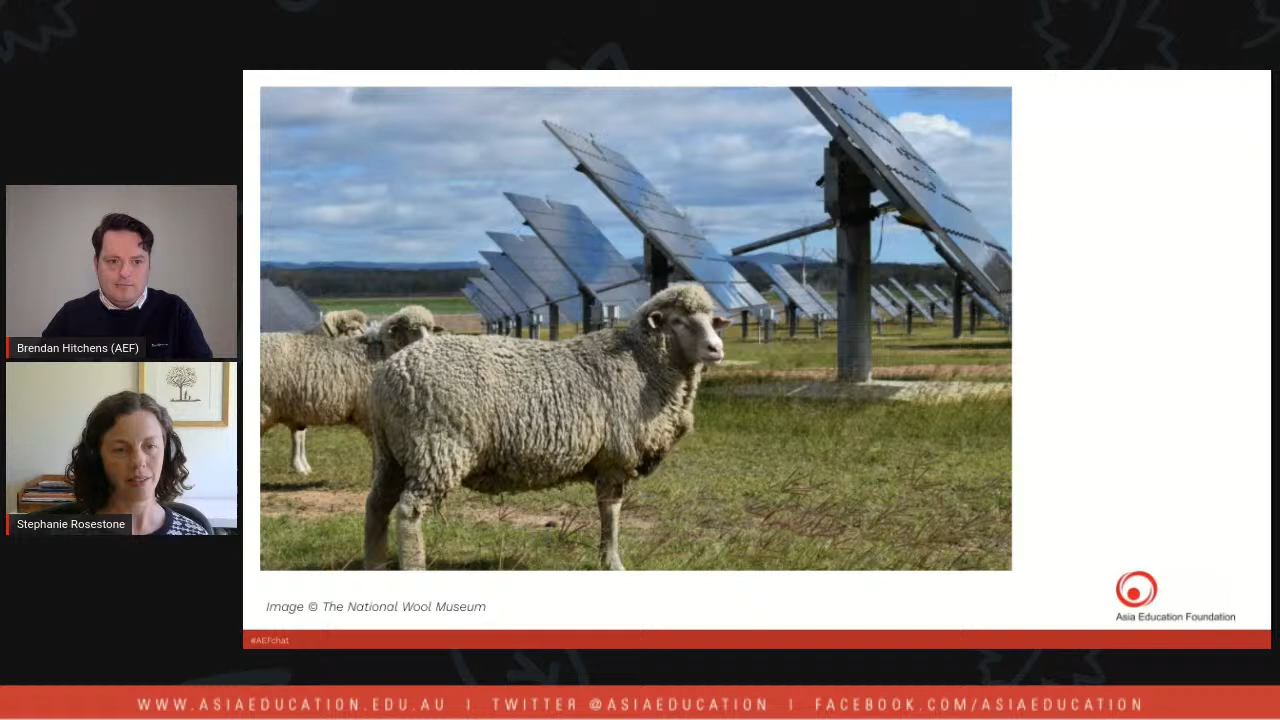 Brendan Hitchens (AEF)
Stephanie Rosestone
Image © The National Wool Museum
Asia Education Foundation
#AEFchat
WWW.ASIAEDUCATION.EDU.AU | TWITTER @ASIAEDUCATION | FACEBOOK.COM/ASIAEDUCATION